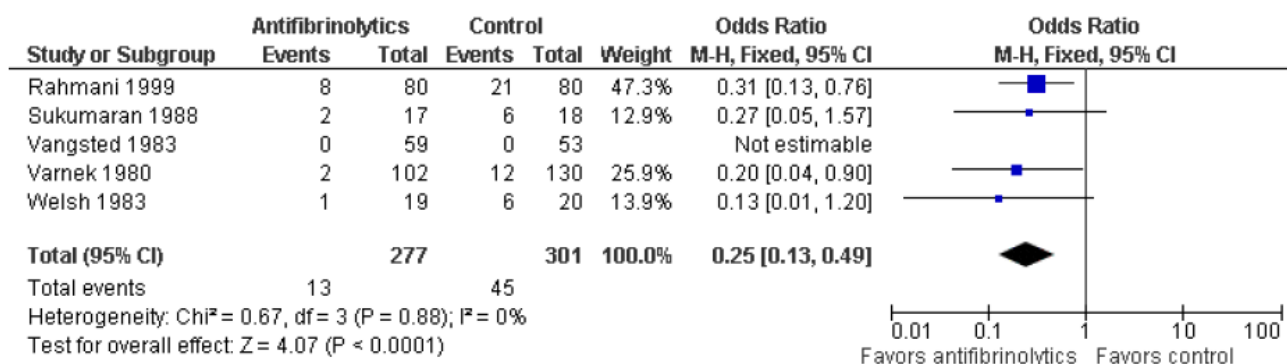 Antifibrinolytics Control Odds Ratio Odds Ratio
Study or Subgroup Events Total Events Total Weight M-H, Fixed, 95% CI M-H, Fixed, 95% CI
Rahmani 1999 8 80 21 80 47.3% 0.31 [0.13, 0.76]
Sukumaran 1988 2 17 6 18 12.9% 0.27 [0.05, 1.57]
Vangsted 1983 0 59 0 53 Not estimable
Varnek 1980 2 102 12 130 25.9% 0.20 [0.04, 0.90]
Welsh 1983 1 19 6 20 13.9% 0.13 [0.01, 1.20]
Total (95% CI) 277 301 100.0% 0.25 [0.13, 0.49]
Total events 13 45
Heterogeneity: Chi² = 0.67, df = 3 (P = 0.88); I² = 0%
Test for overall effect: Z = 4.07 (P < 0.0001)
0.01 0.1 1 10 100
Favors antifibrinolytics Favors control